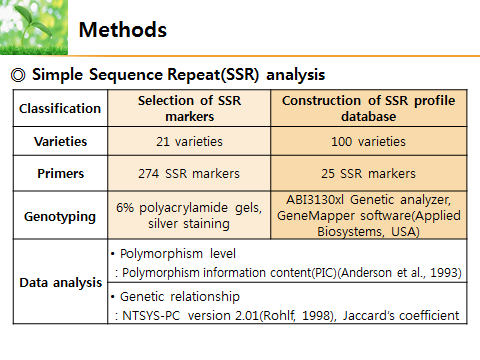 Methods
◎ Simple Sequence Repeat(SSR) analysis
Classification
Selection of SSR
markers
Construction of SSR profile
database
Varieties
21 varieties
100 varieties
Primers
274 SSR markers
25 SSR markers
Genotyping
6% polyacrylamide gels,
silver staining
ABI3130xl Genetic analyzer,
GeneMapper software(Applied
Biosystems, USA)
Data analysis
• Polymorphism level
: Polymorphism information content(PIC)(Anderson et al., 1993)
• Genetic relationship
: NTSYS-PC version 2.01(Rohlf, 1998), Jaccard's coefficient